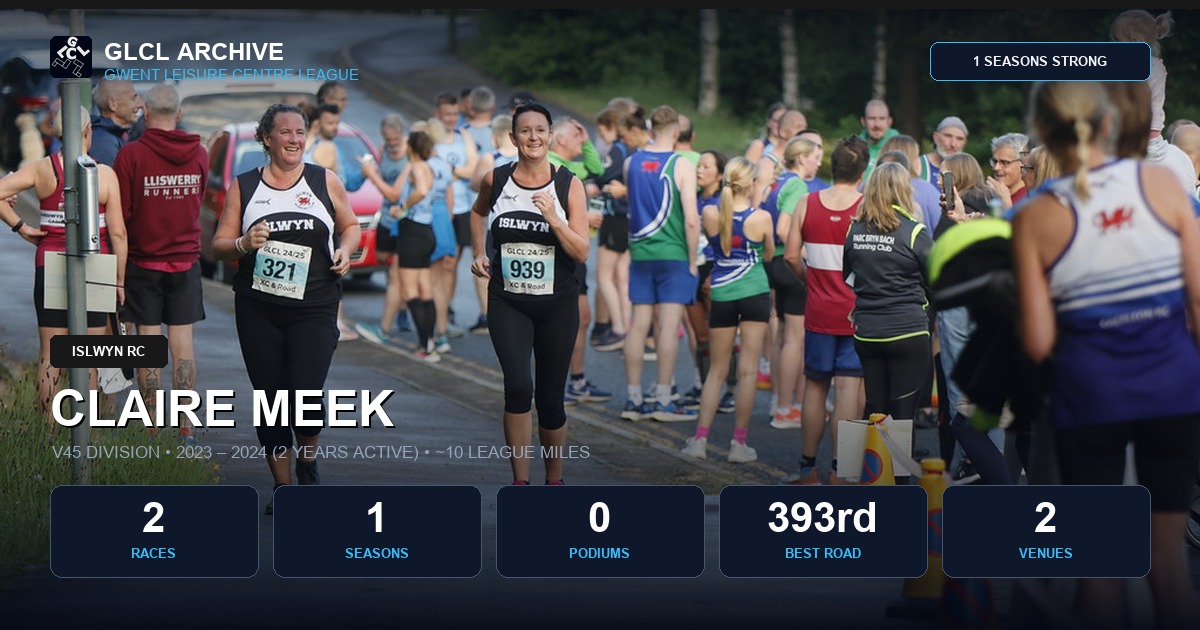 GLCL ARCHIVE
GWENT LEISURE CENTRE LEAGUE
1 SEASONS STRONG
LLISWERRY
RUNNERS
ISLWYN
GLCL 24/25
321
XC & Road
ISLWYN
GLCL 24/25
939
XC & Road
PARC BRYN BACH
Running Club
ISLWYN RC
CLAIRE MEEK
V45 DIVISION • 2023 – 2024 (2 YEARS ACTIVE) • ~10 LEAGUE MILES
2
RACES
1
SEASONS
0
PODIUMS
393rd
BEST ROAD
2
VENUES